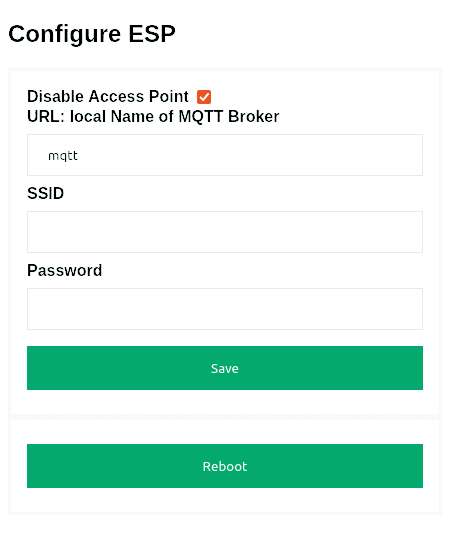 Configure ESP
Disable Access Point
URL: local Name of MQTT Broker
mqtt
SSID
Password
Save
Reboot